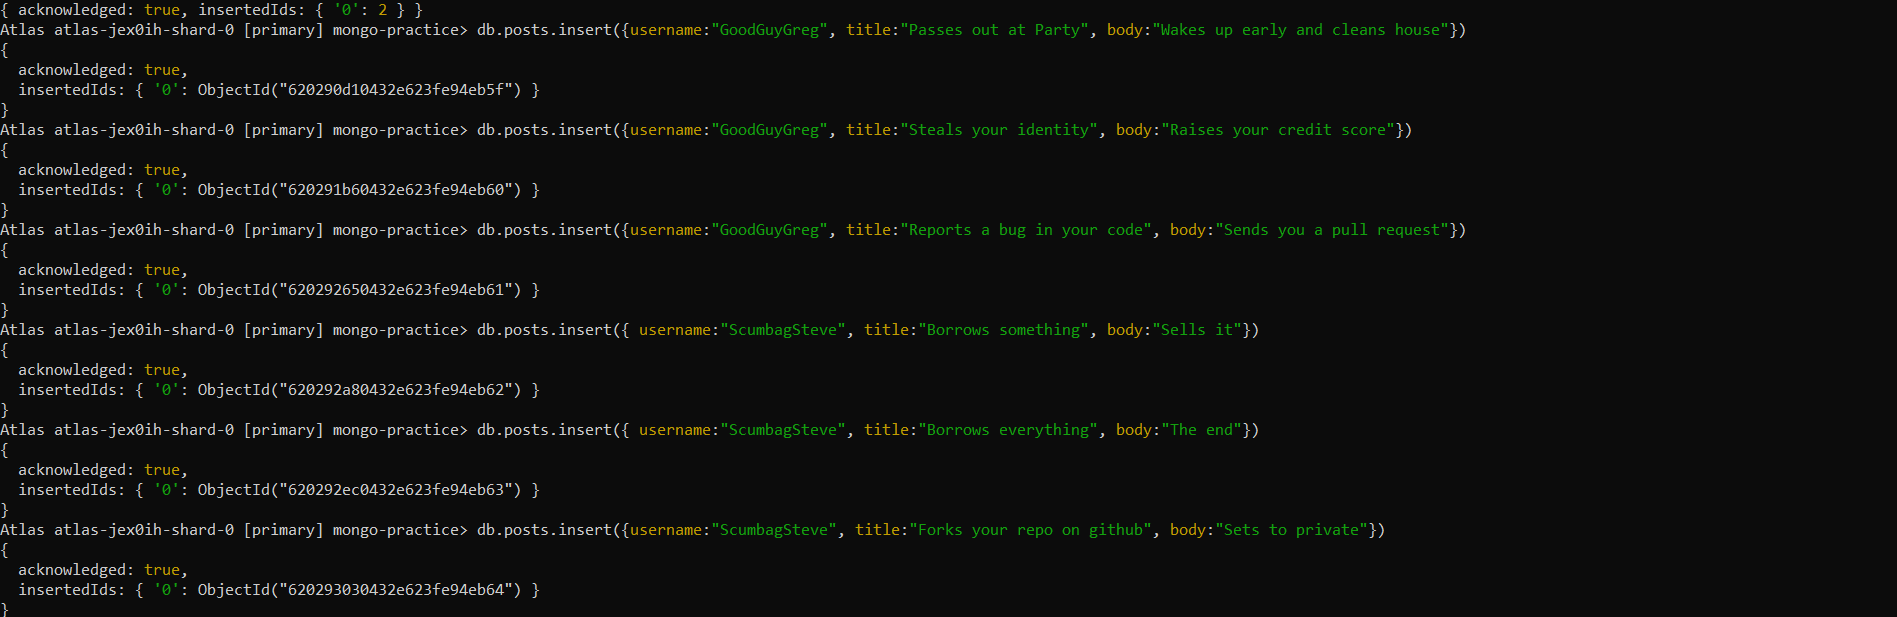 { acknowledged: true, insertedIds: { '0': 2 } }
Atlas atlas-jex0ih-shard-0 [primary] mongo-practice> db.posts.insert({username:"GoodGuyGreg", title:"Passes out at Party", body:"Wakes up early and cleans house"})
{
  acknowledged: true,
  insertedIds: { '0': ObjectId("620290d10432e623fe94eb5f") }
}
Atlas atlas-jex0ih-shard-0 [primary] mongo-practice> db.posts.insert({username:"GoodGuyGreg", title:"Steals your identity", body:"Raises your credit score"})
{
  acknowledged: true,
  insertedIds: { '0': ObjectId("620291b60432e623fe94eb60") }
}
Atlas atlas-jex0ih-shard-0 [primary] mongo-practice> db.posts.insert({username:"GoodGuyGreg", title:"Reports a bug in your code", body:"Sends you a pull request"})
{
  acknowledged: true,
  insertedIds: { '0': ObjectId("620292650432e623fe94eb61") }
}
Atlas atlas-jex0ih-shard-0 [primary] mongo-practice> db.posts.insert({ username:"ScumbagSteve", title:"Borrows something", body:"Sells it"})
{
  acknowledged: true,
  insertedIds: { '0': ObjectId("620292a80432e623fe94eb62") }
}
Atlas atlas-jex0ih-shard-0 [primary] mongo-practice> db.posts.insert({ username:"ScumbagSteve", title:"Borrows everything", body:"The end"})
{
  acknowledged: true,
  insertedIds: { '0': ObjectId("620292ec0432e623fe94eb63") }
}
Atlas atlas-jex0ih-shard-0 [primary] mongo-practice> db.posts.insert({username:"ScumbagSteve", title:"Forks your repo on github", body:"Sets to private"})
{
  acknowledged: true,
  insertedIds: { '0': ObjectId("620293030432e623fe94eb64") }
}